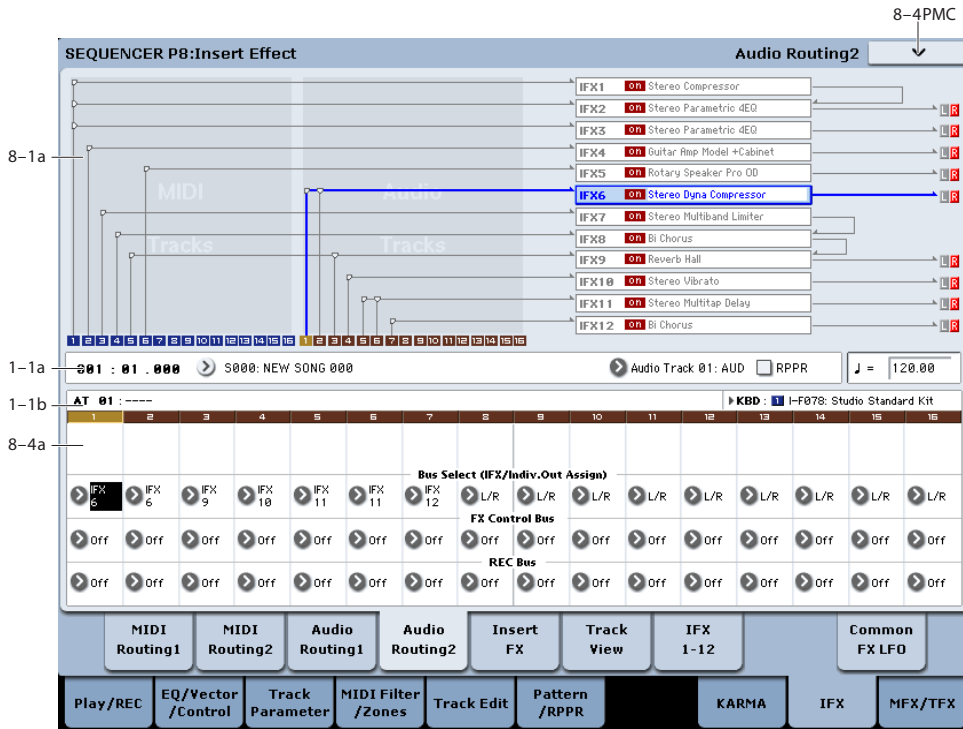 8–4PMC
SEQUENCER P8:Insert Effect
Audio Routing2
8–1a
MIDI
Tracks
Audio
Tracks
IFX1 on Stereo Compressor
IFX2 on Stereo Parametric 4EQ
L R
IFX3 on Stereo Parametric 4EQ
L R
IFX4 on Guitar Amp Model +Cabinet
L R
IFX5 on Rotary Speaker Pro OD
L R
IFX6 on Stereo Dyna Compressor
L R
IFX7 on Stereo Multiband Limiter
IFX8 on Bi Chorus
IFX9 on Reverb Hall
L R
IFX10 on Stereo Vibrato
L R
IFX11 on Stereo Multitap Delay
L R
IFX12 on Bi Chorus
L R
1 2 3 4 5 6 7 8 9 10 11 12 13 14 15 16 1 2 3 4 5 6 7 8 9 10 11 12 13 14 15 16
1–1a
001 : 01 . 000
S000: NEW SONG 000
Audio Track 01: AUD
RPPR
♩ = 120.00
1–1b
AT 01 : ----
KBD : 1 I-F078: Studio Standard Kit
8–4a
1 2 3 4 5 6 7 8 9 10 11 12 13 14 15 16
Bus Select (IFX/Indiv.Out Assign)
IFX 6 IFX 6 IFX 9 IFX 10 IFX 11 IFX 11 IFX 12 L/R L/R L/R L/R L/R L/R L/R L/R L/R
FX Control Bus
Off Off Off Off Off Off Off Off Off Off Off Off Off Off Off Off
REC Bus
Off Off Off Off Off Off Off Off Off Off Off Off Off Off Off Off
MIDI Routing1
MIDI Routing2
Audio Routing1
Audio Routing2
Insert FX
Track View
IFX 1-12
Common FX LFO
Play/REC
EQ/Vector /Control
Track Parameter
MIDI Filter /Zones
Track Edit
Pattern /RPPR
KARMA
IFX
MFX/TFX